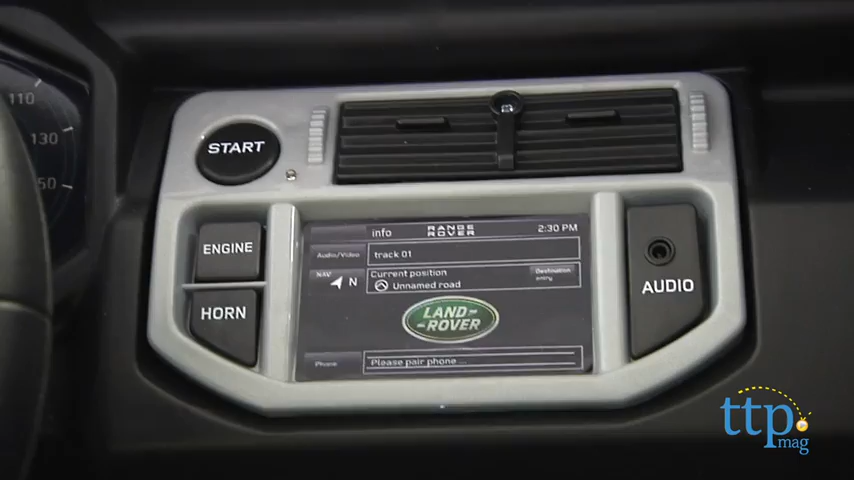 110
130
50
START
ENGINE
HORN
info
RANGE ROVER
2:30 PM
Audio/Video
track 01
NAV
N
Current position
Destination entry
Unnamed road
LAND-
-ROVER
Phone
Please pair phone ...
AUDIO
ttp.
mag